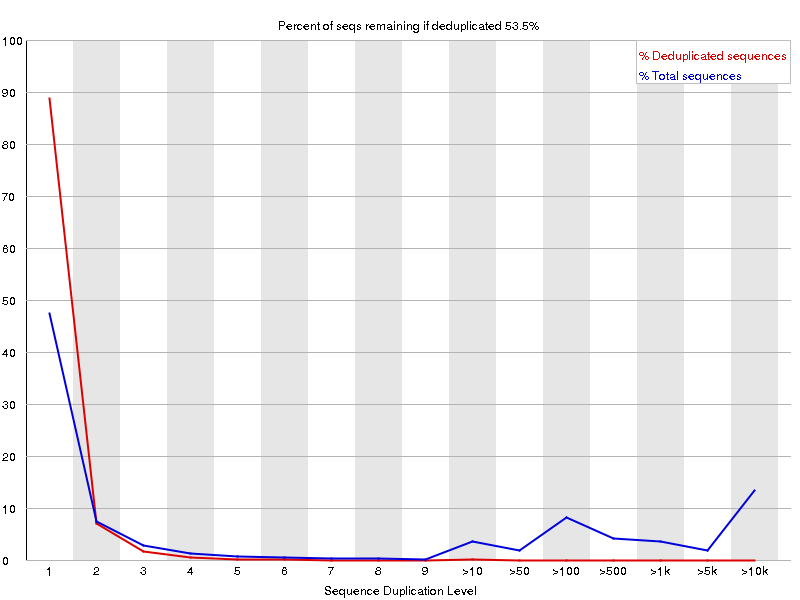 Percent of seqs remaining if deduplicated 53.5%
% Deduplicated sequences
% Total sequences
100
90
80
70
60
50
40
30
20
10
0
1 2 3 4 5 6 7 8 9 >10 >50 >100 >500 >1k >5k >10k
Sequence Duplication Level